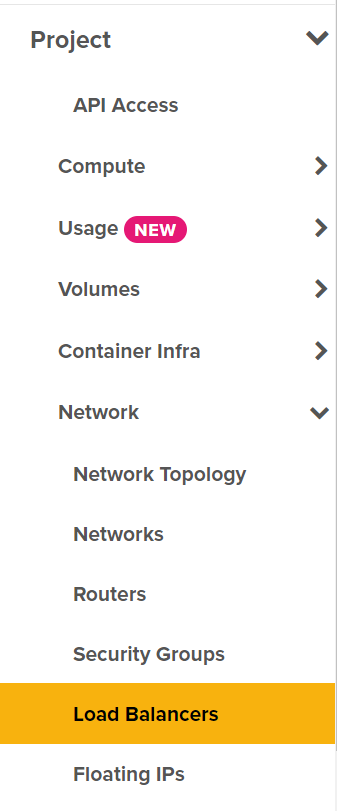 Project
API Access
Compute
Usage NEW
Volumes
Container Infra
Network
Network Topology
Networks
Routers
Security Groups
Load Balancers
Floating IPs